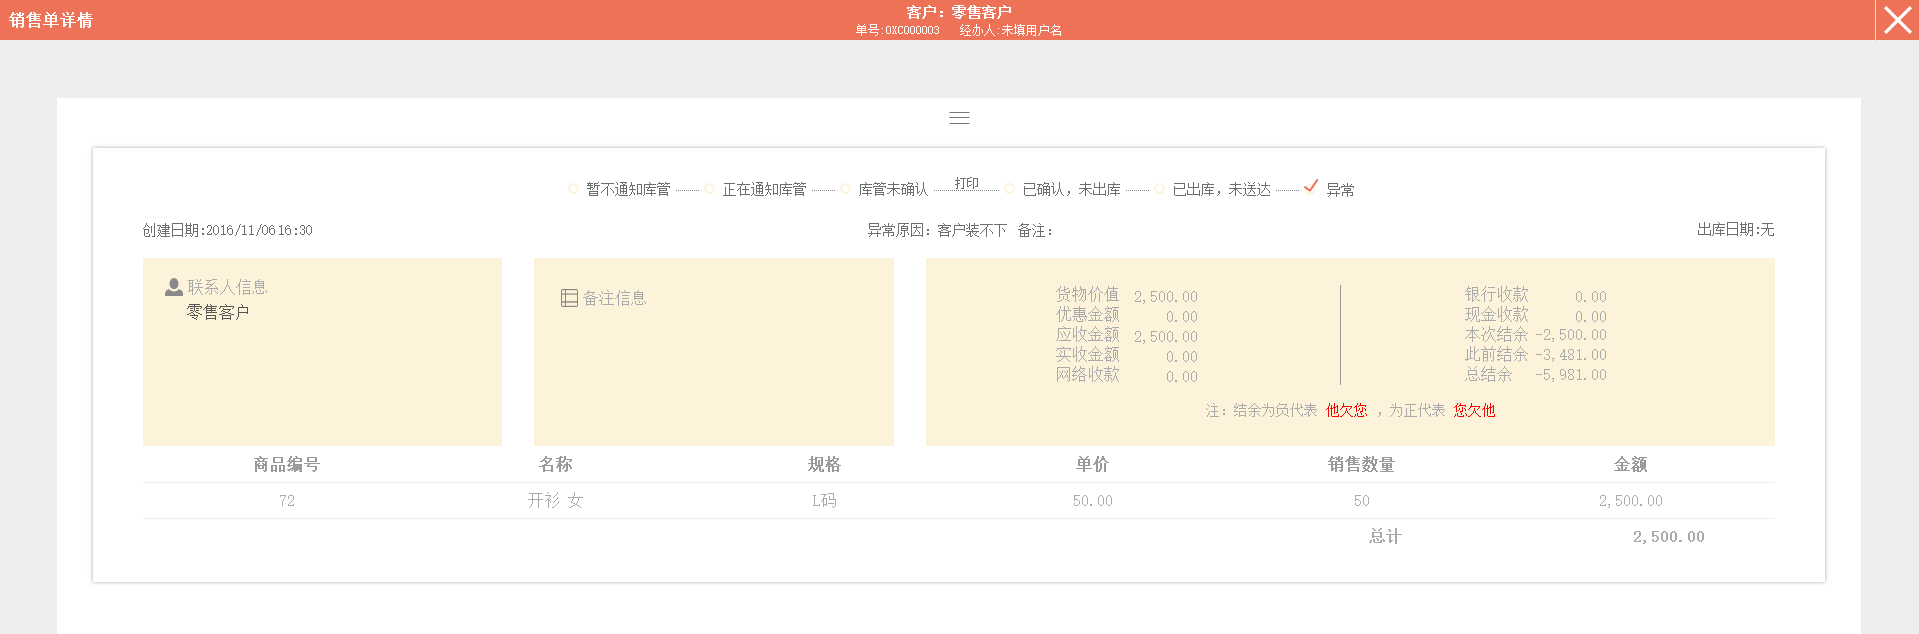 销售单详情
客户：零售客户
单号:OXC000003 经办人:未填用户名
暂不通知库管 正在通知库管 库管未确认 打印 已确认，未出库 已出库，未送达 异常
创建日期:2016/11/06 16:30 异常原因：客户装不下 备注： 出库日期:无
联系人信息
零售客户
备注信息
货物价值 2,500.00 银行收款 0.00
优惠金额 0.00 现金收款 0.00
应收金额 2,500.00 本次结余 -2,500.00
实收金额 0.00 此前结余 -3,481.00
网络收款 0.00 总结余 -5,981.00
注：结余为负代表 他欠您 ，为正代表 您欠他
商品编号 名称 规格 单价 销售数量 金额
72 开衫 女 L码 50.00 50 2,500.00
总计 2,500.00